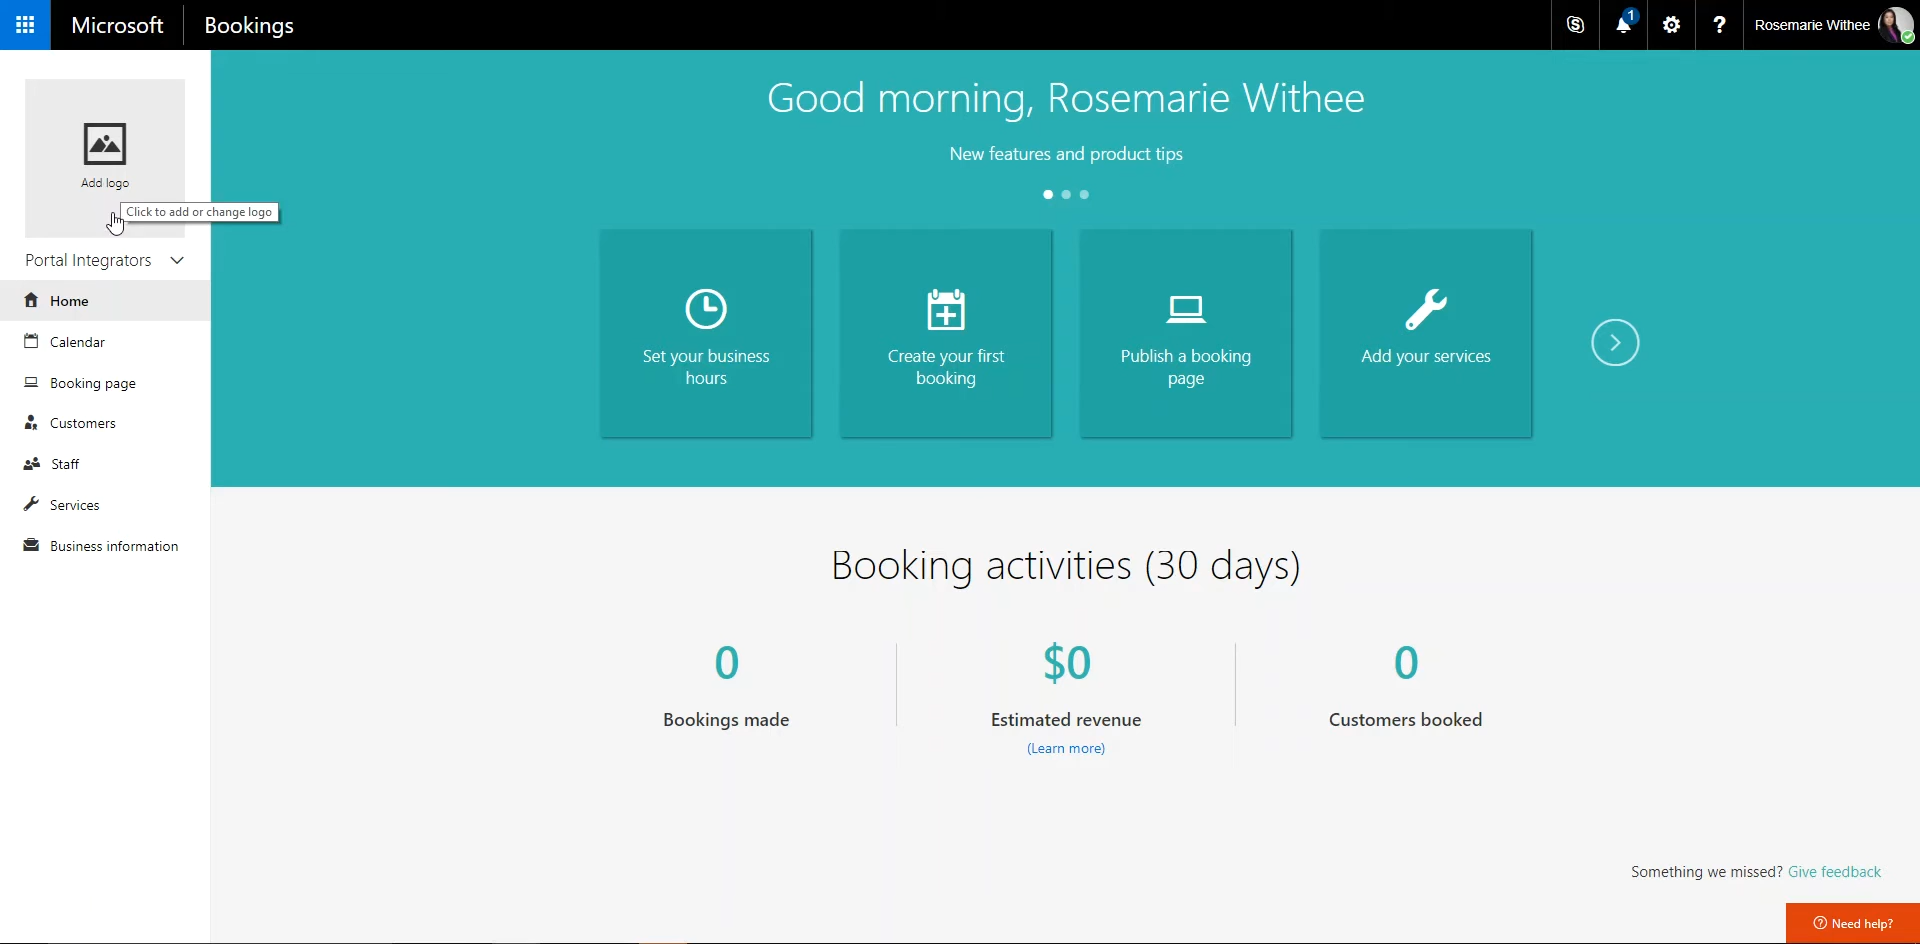 Microsoft
Bookings
1
?
Rosemarie Withee
Add logo
Click to add or change logo
Portal Integrators
Home
Calendar
Booking page
Customers
Staff
Services
Business information
Good morning, Rosemarie Withee
New features and product tips
Set your business
hours
Create your first
booking
Publish a booking
page
Add your services
Booking activities (30 days)
0
Bookings made
$0
Estimated revenue
(Learn more)
0
Customers booked
Something we missed? Give feedback
Need help?